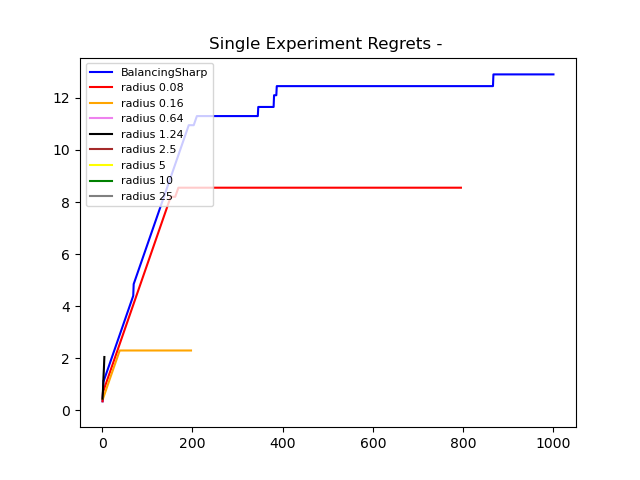 Single Experiment Regrets -
BalancingSharp
radius 0.08
radius 0.16
radius 0.64
radius 1.24
radius 2.5
radius 5
radius 10
radius 25
12
10
8
6
4
2
0
0 200 400 600 800 1000